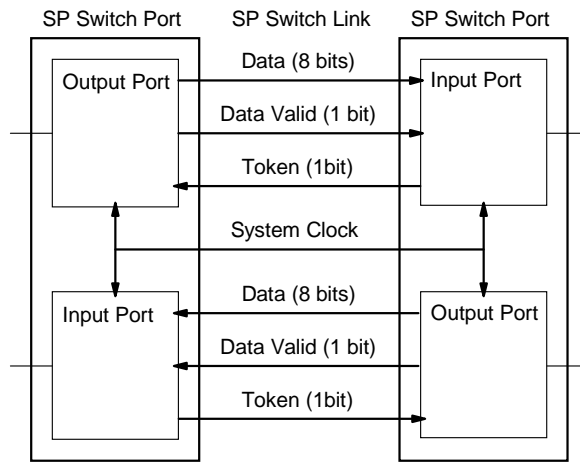 SP Switch Port SP Switch Link SP Switch Port
Data (8 bits)
Output Port Input Port
Data Valid (1 bit)
Token (1bit)
System Clock
Data (8 bits)
Input Port Output Port
Data Valid (1 bit)
Token (1bit)